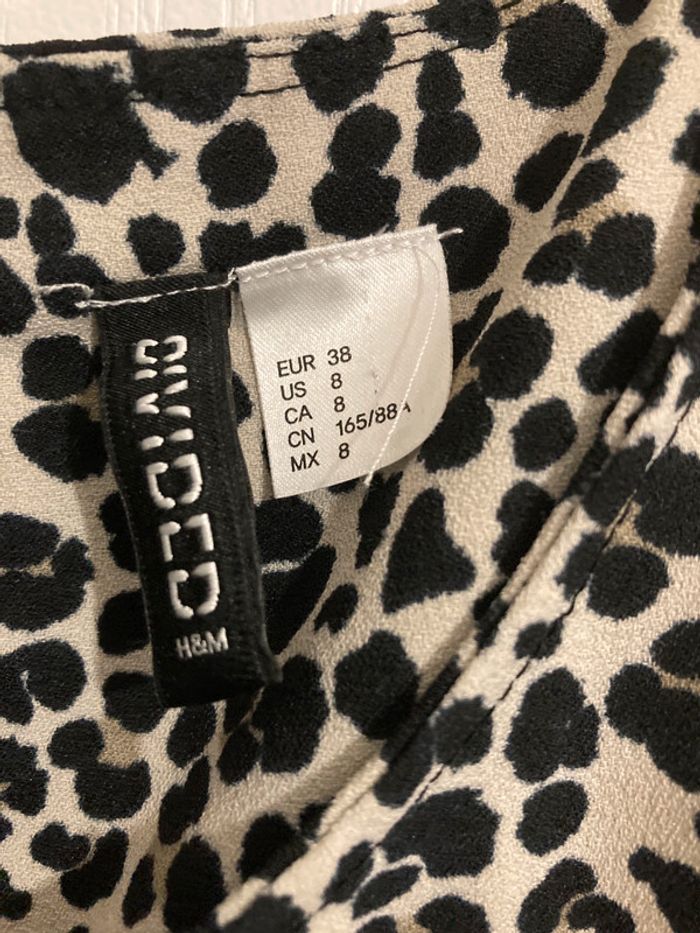 DIVIDED
H&M
EUR 38
US 8
CA 8
CN 165/88A
MX 8